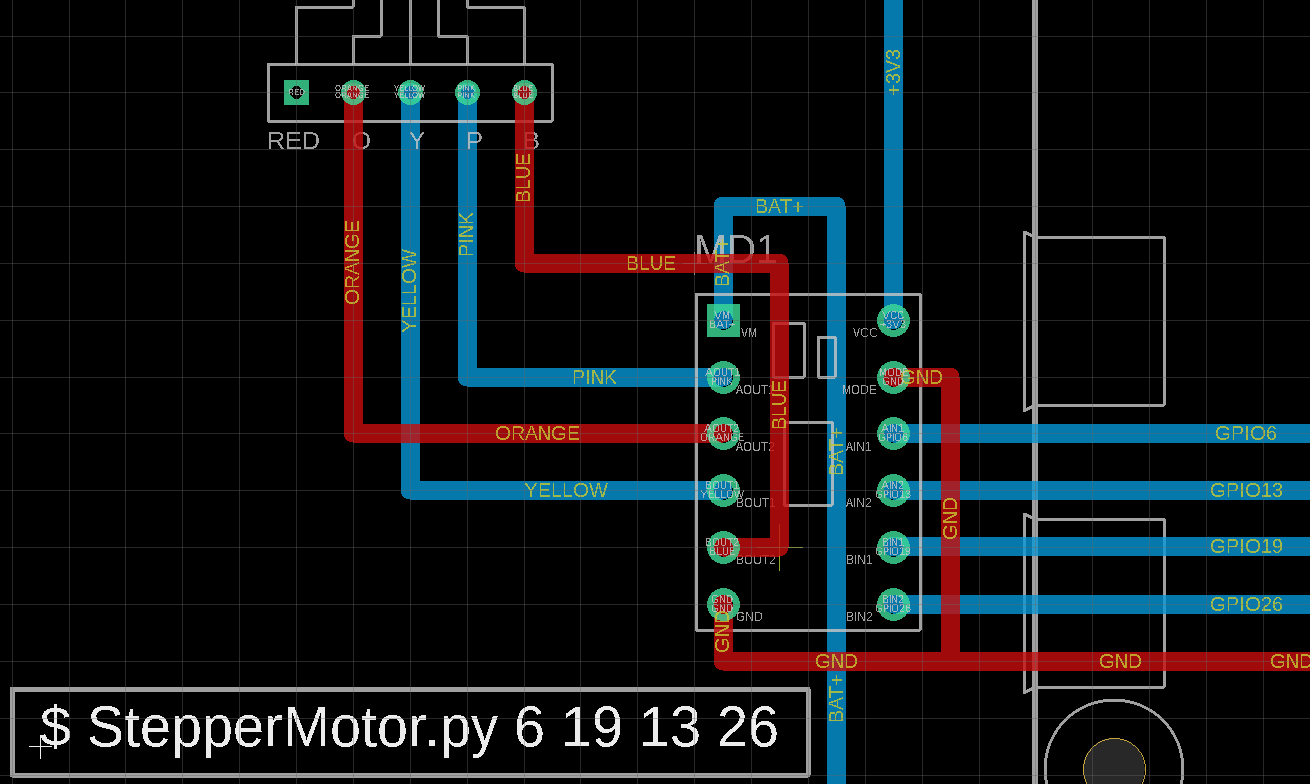 +3V3
RED
ORANGE
ORANGE
YELLOW
YELLOW
PINK
PINK
BLUE
BLUE
RED O Y P B
BLUE
PINK
ORANGE
YELLOW
BAT+
MD1
BAT+
BLUE
VM
BAT+
VM
VCC
VCC
+3V3
PINK
AOUT1
PINK
AOUT1
BLUE
MODE
MODE
GND
GND
ORANGE
AOUT2
ORANGE
AOUT2
BAT+
AIN1
AIN1
GPIO6
GPIO6
YELLOW
BOUT1
YELLOW
BOUT1
AIN2
AIN2
GPIO13
GPIO13
GND
BOUT2
BLUE
BOUT2
BIN1
BIN1
GPIO19
GPIO19
GND
GND
GND
BIN2
BIN2
GPIO26
GPIO26
GND
GND
GND
GND
BAT+
$ StepperMotor.py 6 19 13 26